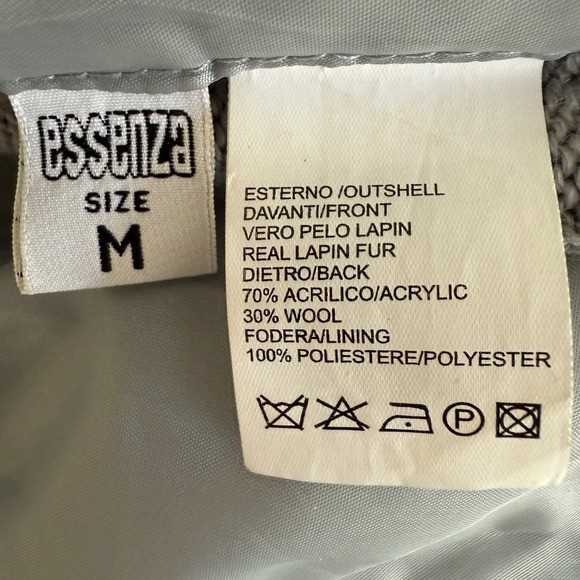 essenza
SIZE
M
ESTERNO /OUTSHELL
DAVANTI/FRONT
VERO PELO LAPIN
REAL LAPIN FUR
DIETRO/BACK
70% ACRILICO/ACRYLIC
30% WOOL
FODERA/LINING
100% POLIESTERE/POLYESTER
P